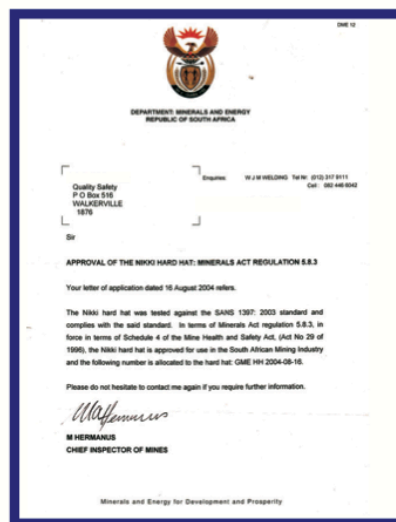 DME 12
DEPARTMENT: MINERALS AND ENERGY
REPUBLIC OF SOUTH AFRICA
Enquiries: W J M WELDING Tel Nr: (012) 317 9111
Cell: 082 446 6042
Quality Safety
P O Box 516
WALKERVILLE
1876
Sir
APPROVAL OF THE NIKKI HARD HAT: MINERALS ACT REGULATION 5.8.3
Your letter of application dated 16 August 2004 refers.
The Nikki hard hat was tested against the SANS 1397: 2003 standard and
complies with the said standard. In terms of Minerals Act regulation 5.8.3, in
force in terms of Schedule 4 of the Mine Health and Safety Act, (Act No 29 of
1996), the Nikki hard hat is approved for use in the South African Mining Industry
and the following number is allocated to the hard hat: GME HH 2004-08-16.
Please do not hesitate to contact me again if you require further information.
M HERMANUS
CHIEF INSPECTOR OF MINES
Minerals and Energy for Development and Prosperity